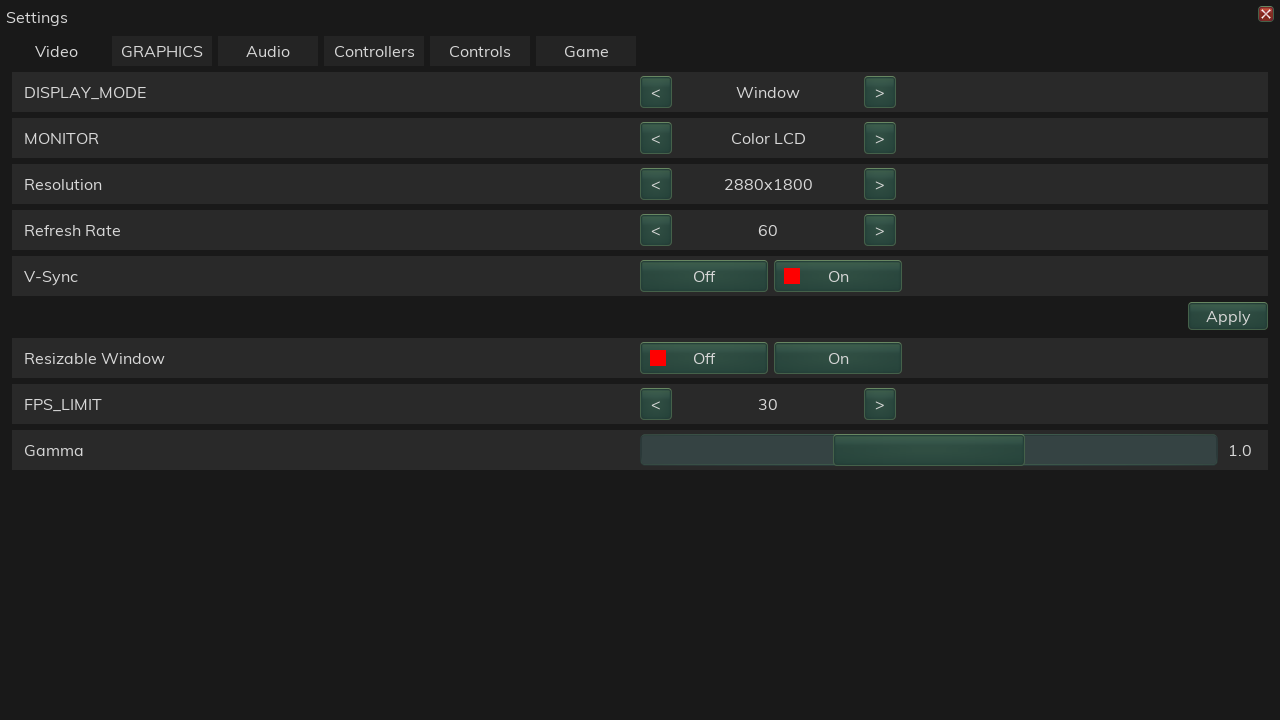 Settings
Video GRAPHICS Audio Controllers Controls Game
DISPLAY_MODE < Window >
MONITOR < Color LCD >
Resolution < 2880x1800 >
Refresh Rate < 60 >
V-Sync Off On
Apply
Resizable Window Off On
FPS_LIMIT < 30 >
Gamma 1.0